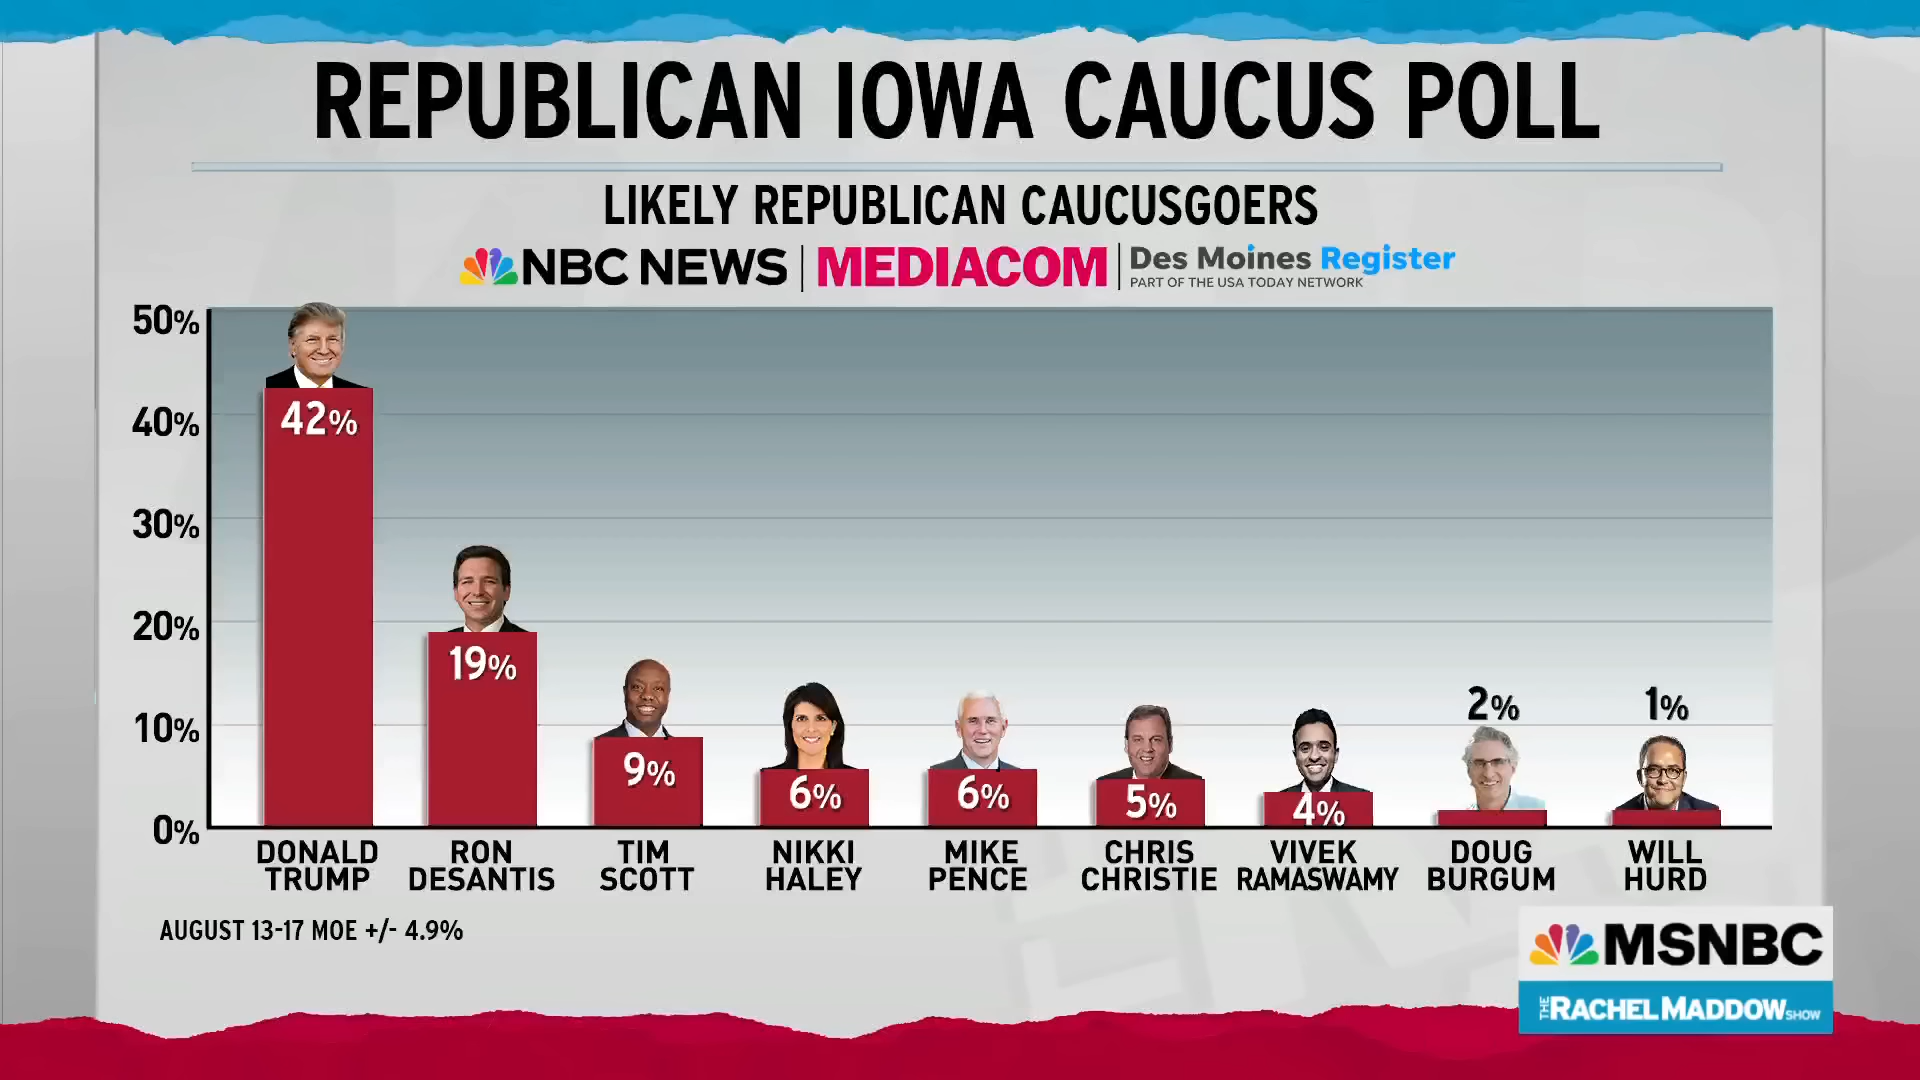 REPUBLICAN IOWA CAUCUS POLL
LIKELY REPUBLICAN CAUCUSGOERS
NBC NEWS | MEDIACOM | Des Moines Register
PART OF THE USA TODAY NETWORK
50%
40%
30%
20%
10%
0%
42%
19%
9%
6%
6%
5%
4%
2%
1%
DONALD
TRUMP
RON
DESANTIS
TIM
SCOTT
NIKKI
HALEY
MIKE
PENCE
CHRIS
CHRISTIE
VIVEK
RAMASWAMY
DOUG
BURGUM
WILL
HURD
AUGUST 13-17 MOE +/- 4.9%
MSNBC
THE RACHEL MADDOW SHOW